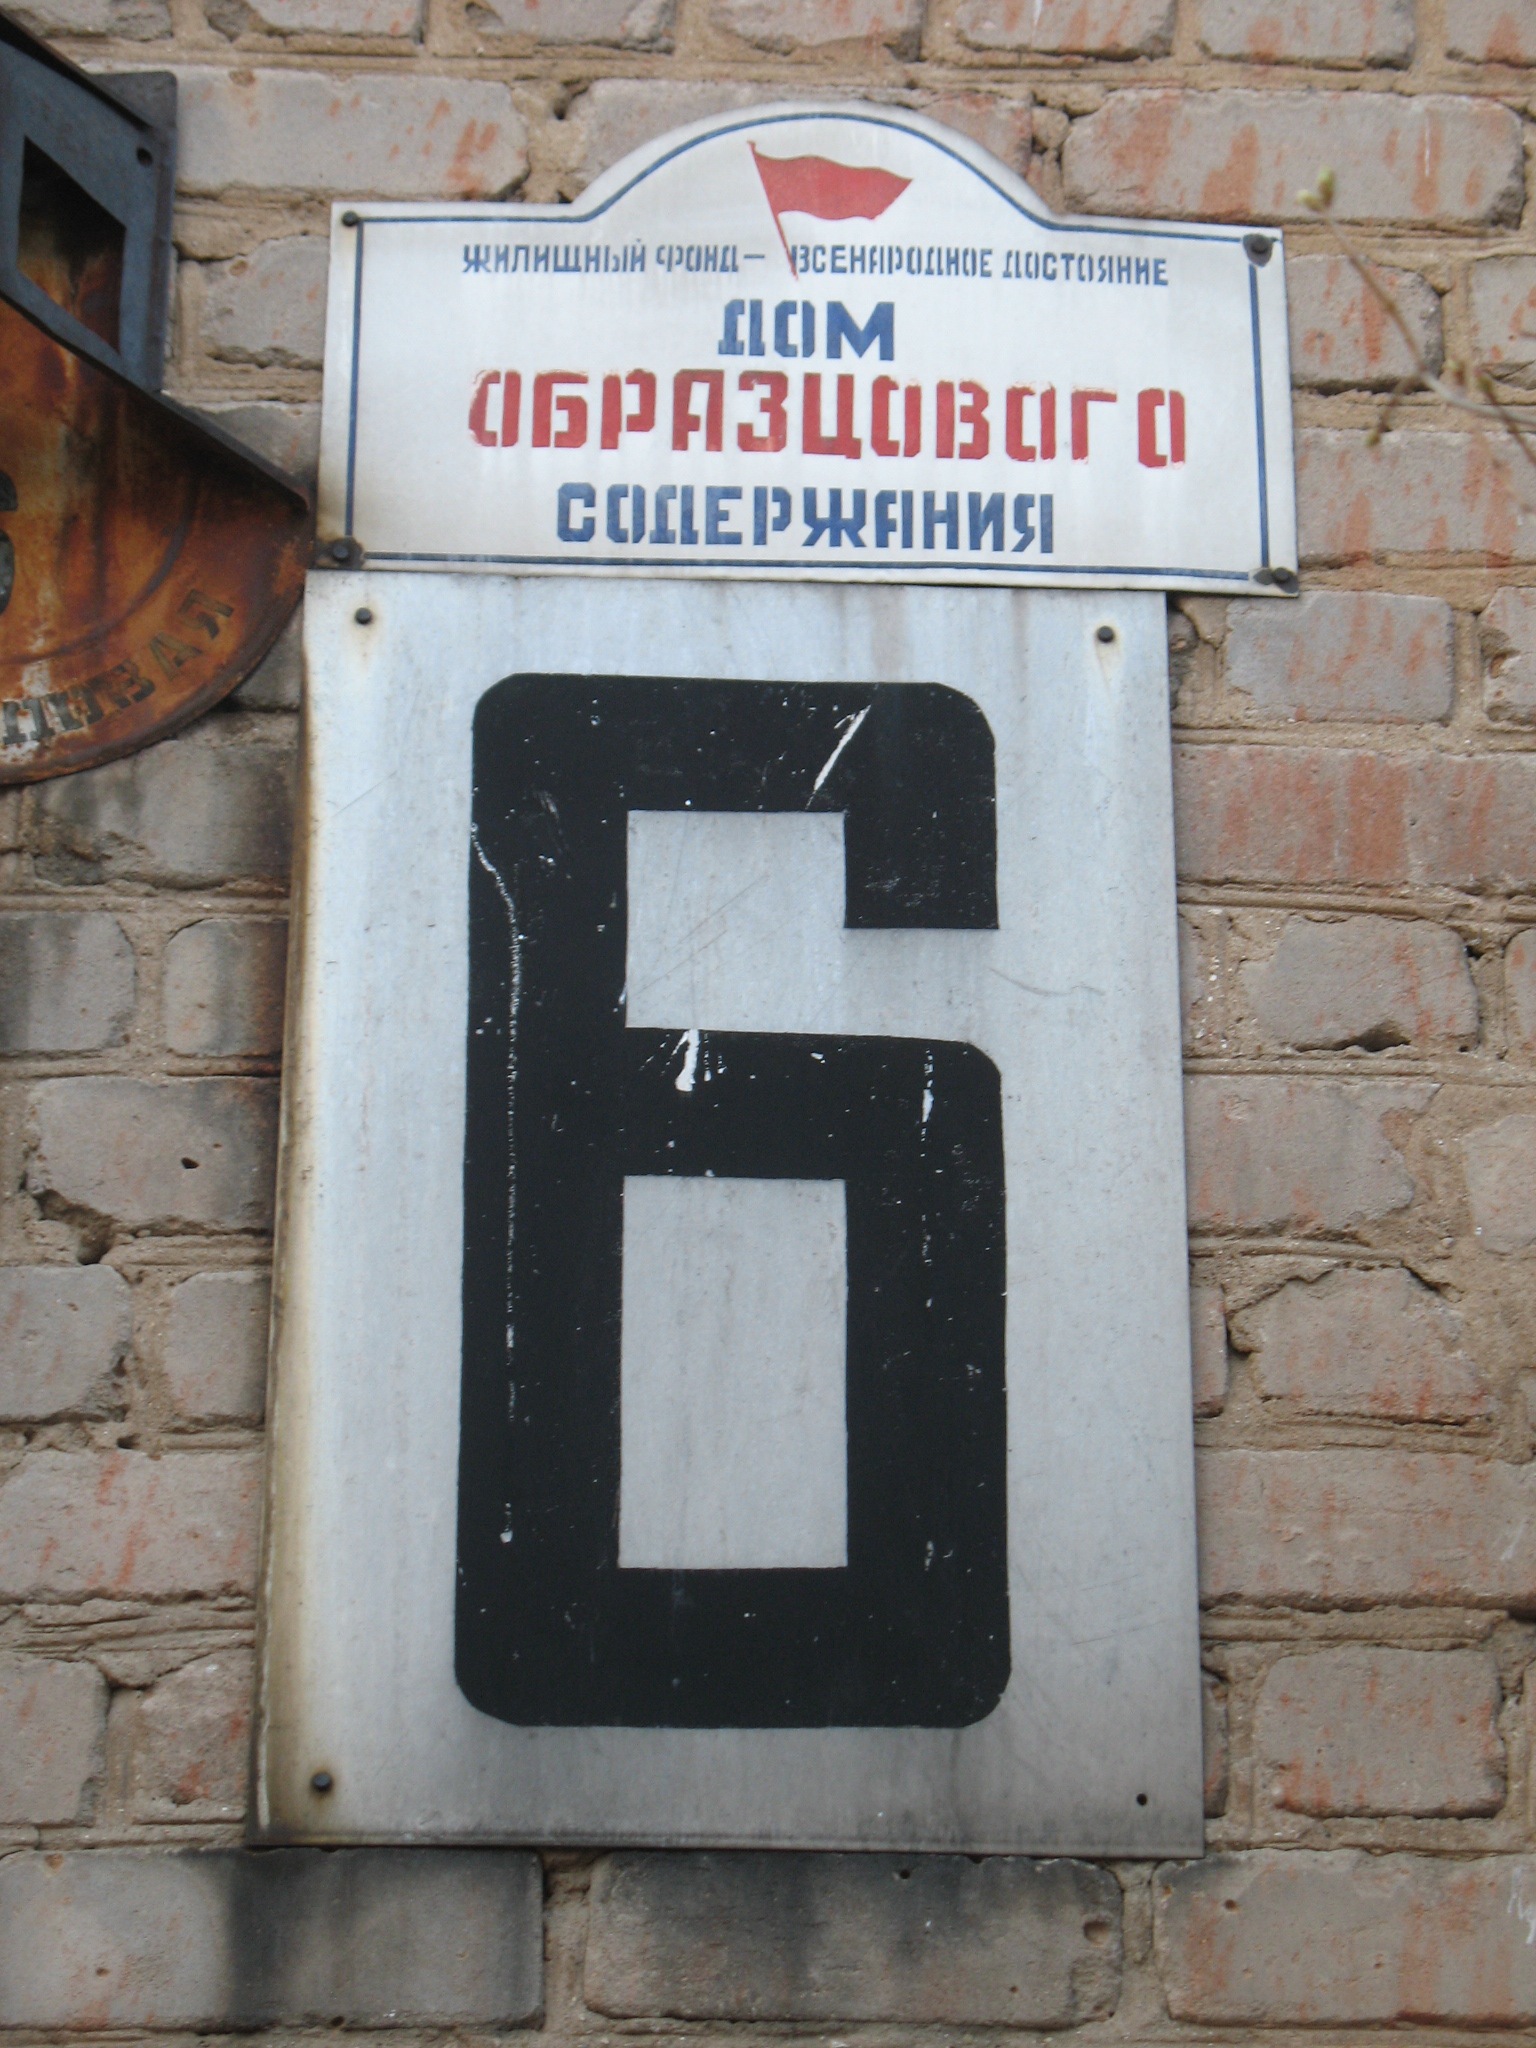 ЖИЛИЩНЫЙ ФОНД – ВСЕНАРОДНОЕ ДОСТОЯНИЕ
ДОМ
ОБРАЗЦОВОГО
СОДЕРЖАНИЯ
6